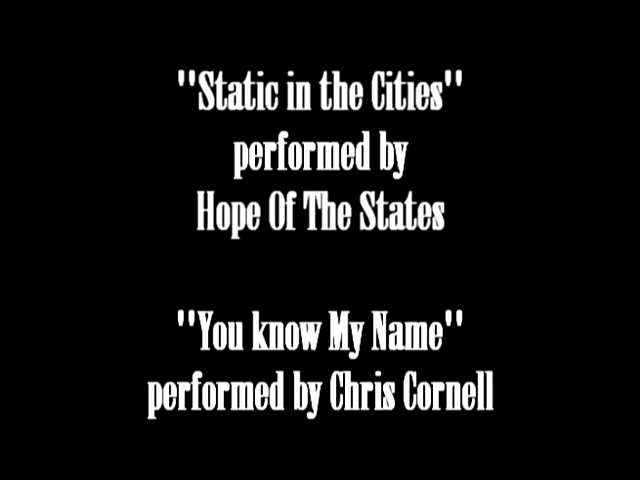 "Static in the Cities"
performed by
Hope Of The States
"You know My Name"
performed by Chris Cornell